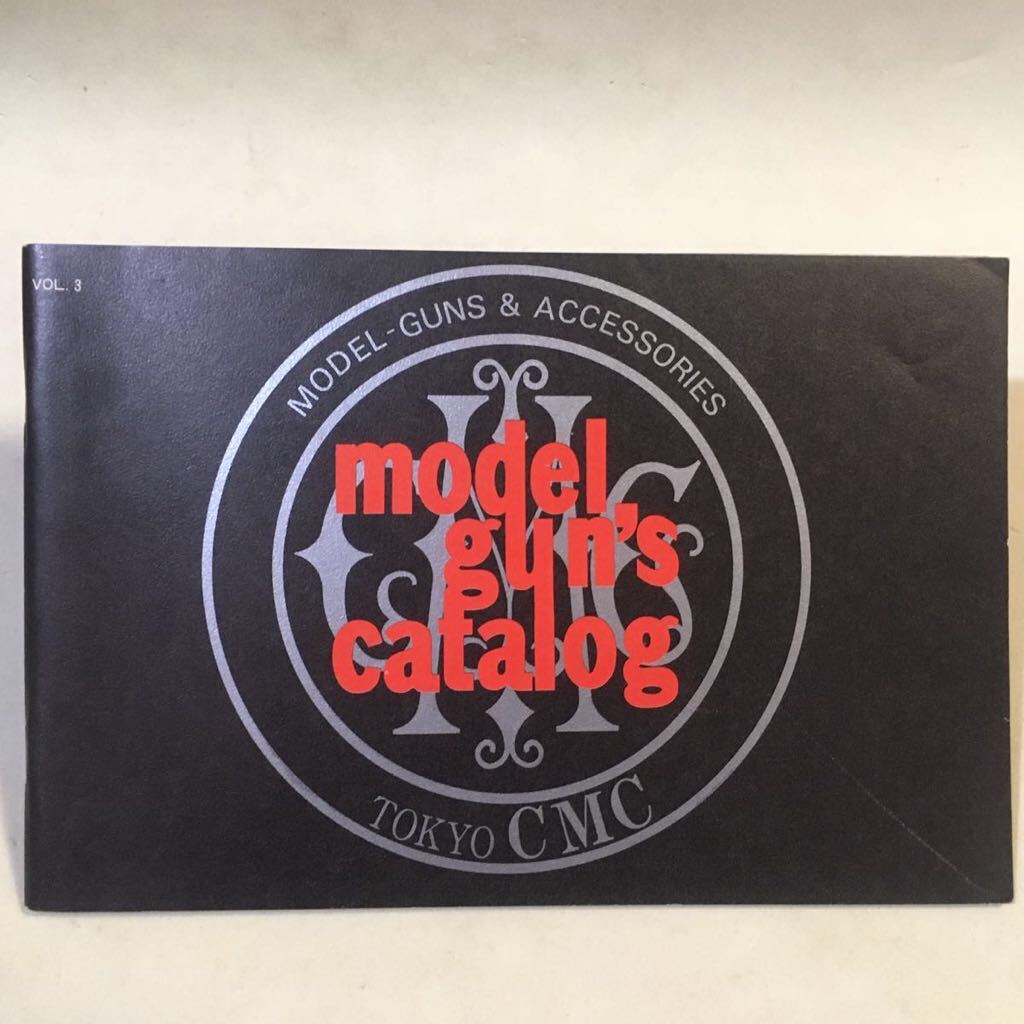 VOL. 3
MODEL-GUNS & ACCESSORIES
model
gun's
catalog
TOKYO CMC